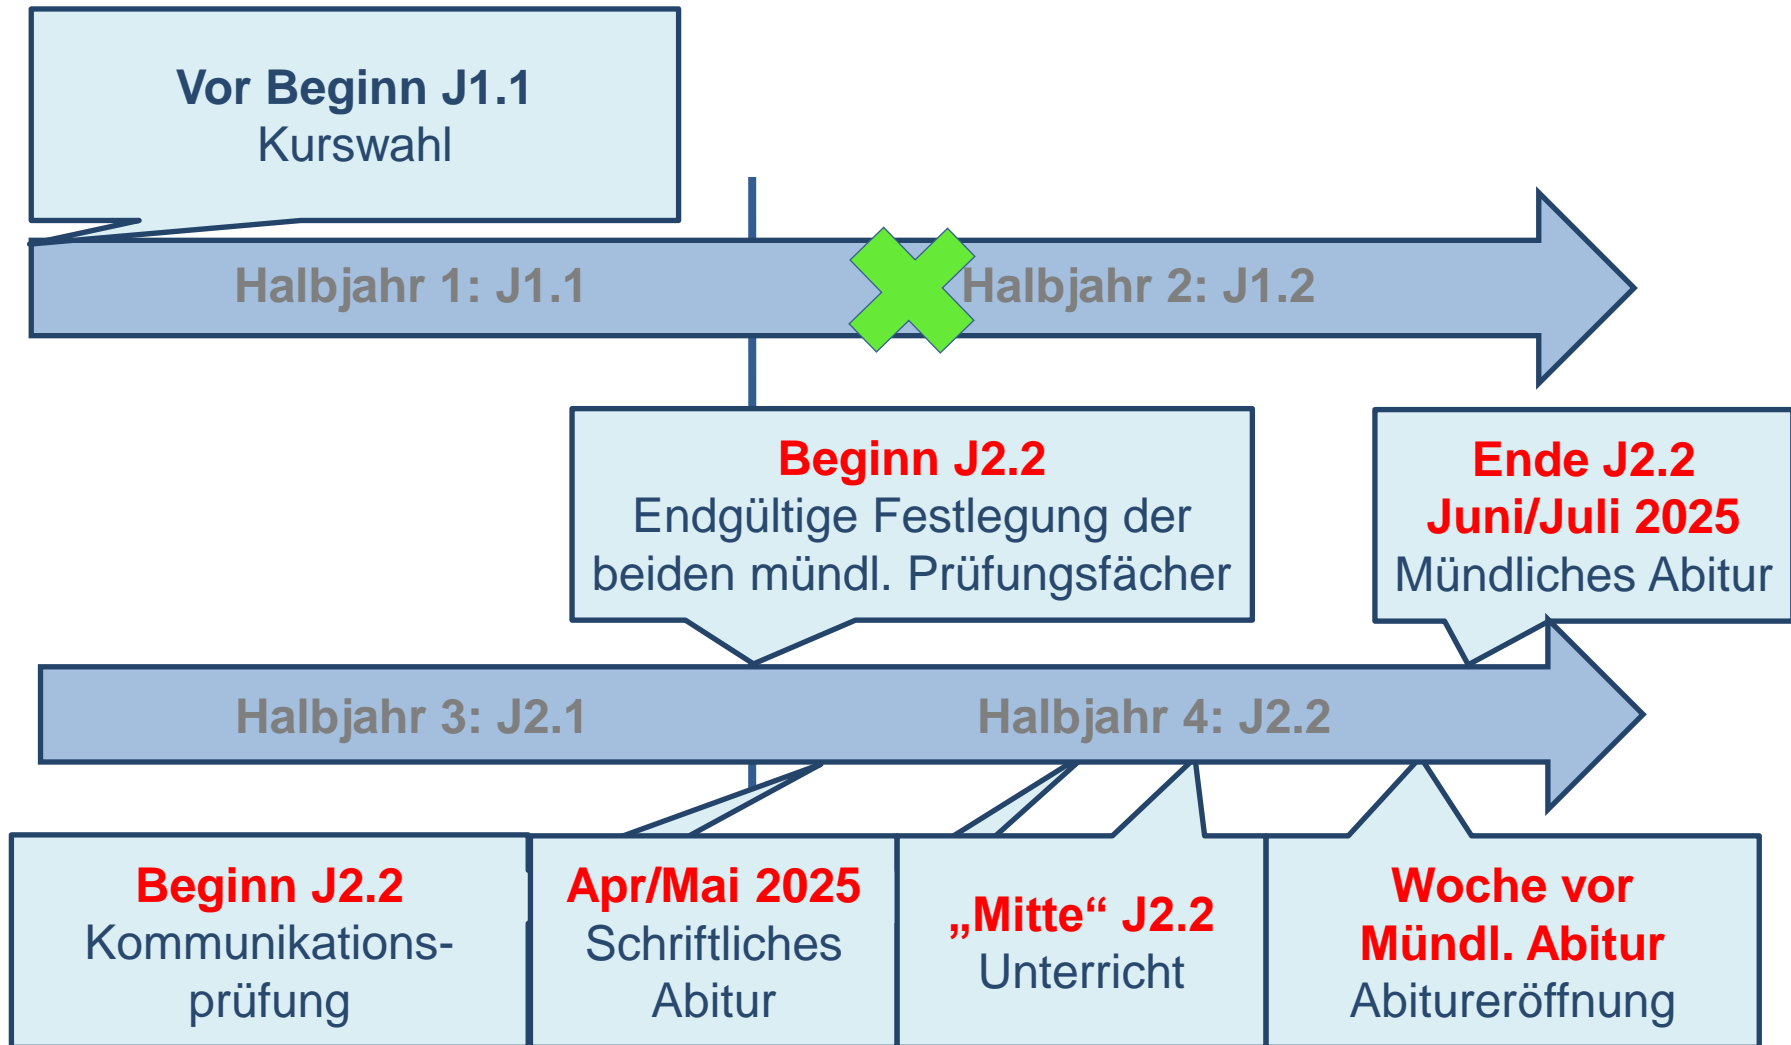 Vor Beginn J1.1
Kurswahl
Halbjahr 1: J1.1
Halbjahr 2: J1.2
Beginn J2.2
Endgültige Festlegung der
beiden mündl. Prüfungsfächer
Ende J2.2
Juni/Juli 2025
Mündliches Abitur
Halbjahr 3: J2.1
Halbjahr 4: J2.2
Beginn J2.2
Kommunikations-
prüfung
Apr/Mai 2025
Schriftliches
Abitur
„Mitte“ J2.2
Unterricht
Woche vor
Mündl. Abitur
Abitureröffnung